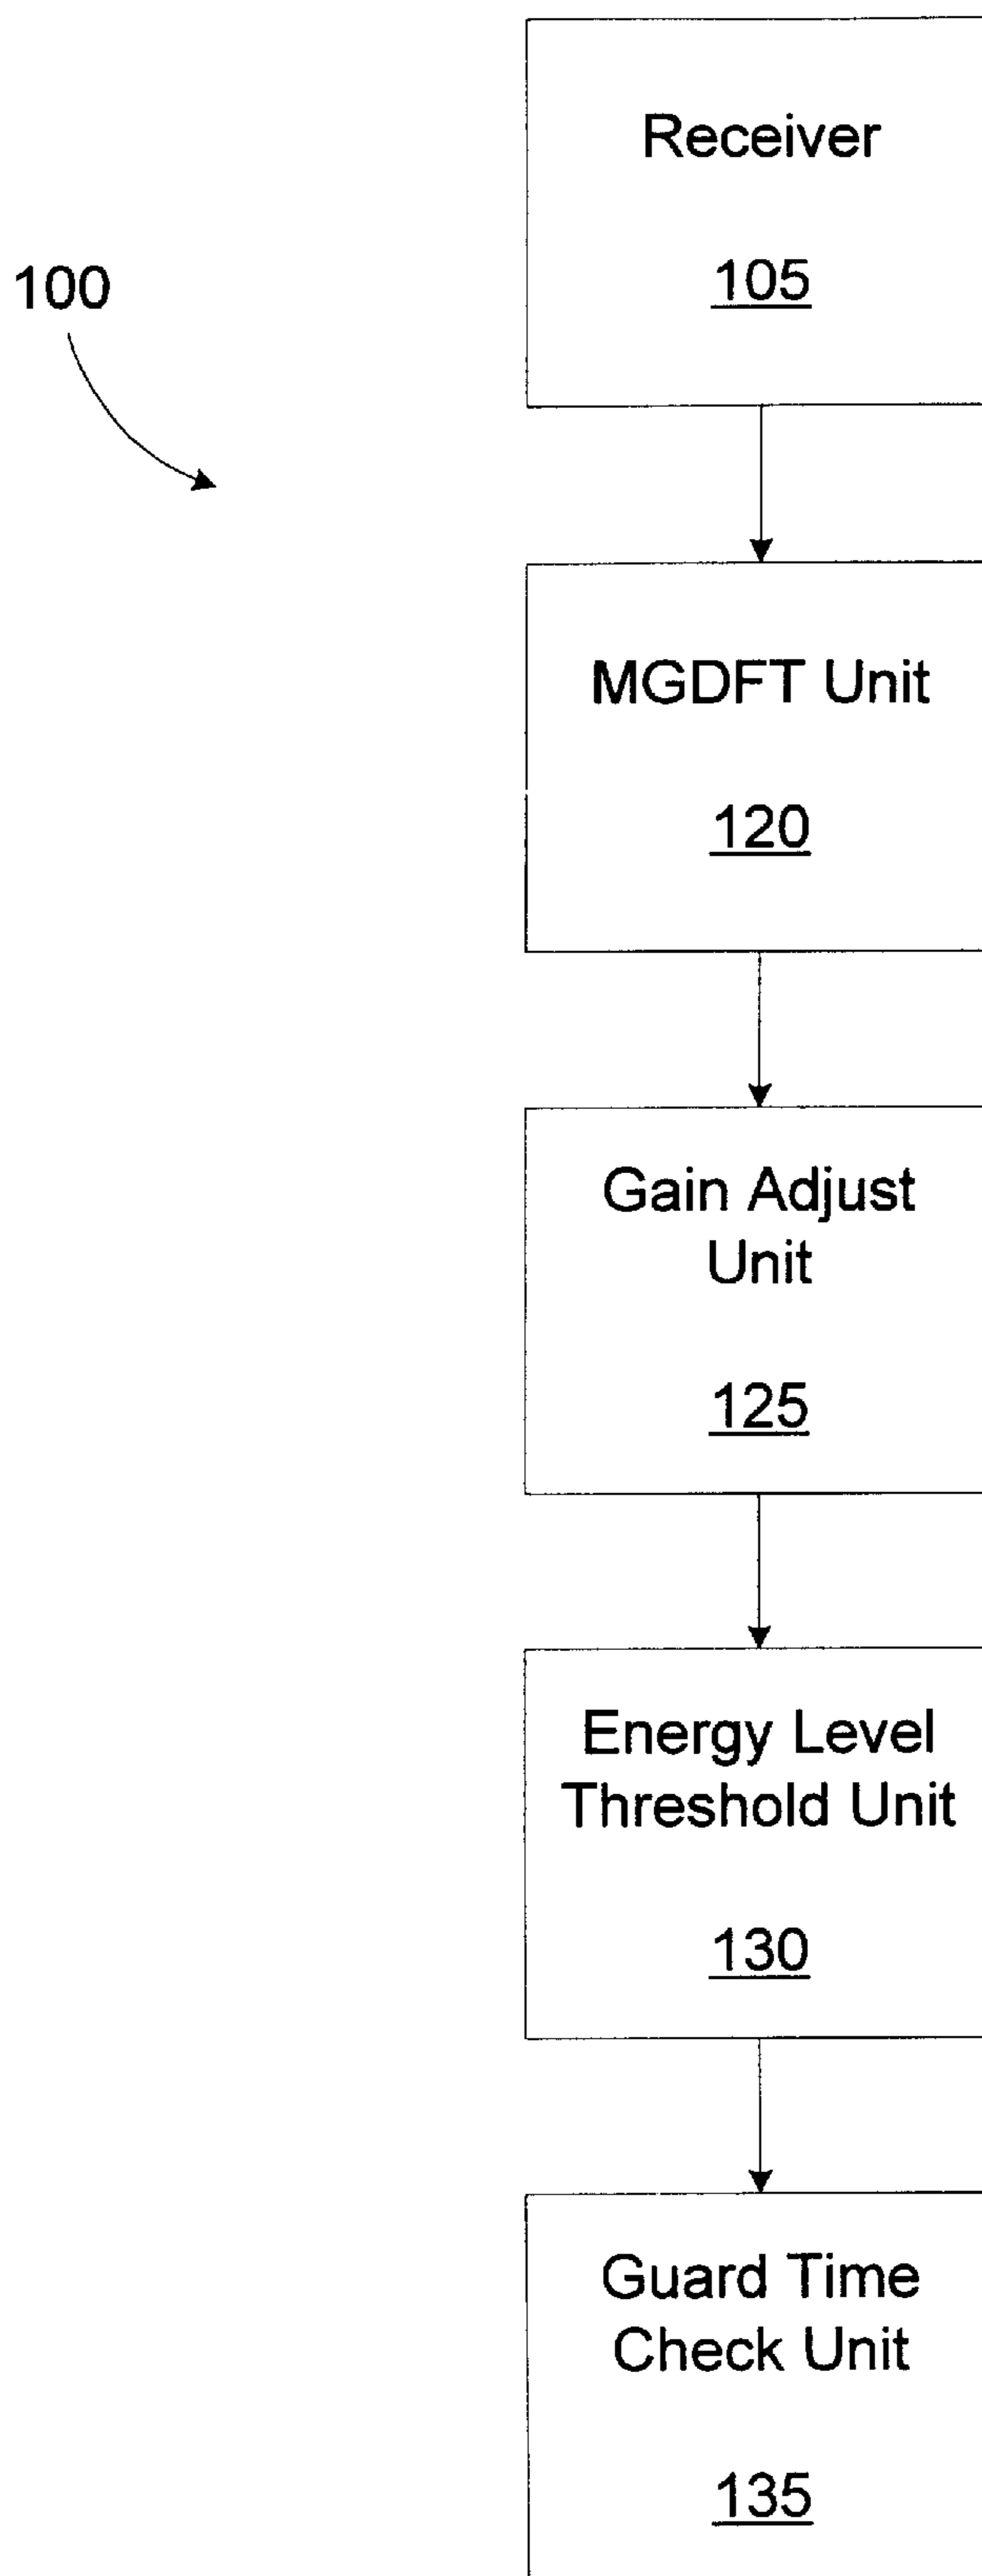 Receiver
105
100
MGDFT Unit
120
Gain Adjust
Unit
125
Energy Level
Threshold Unit
130
Guard Time
Check Unit
135